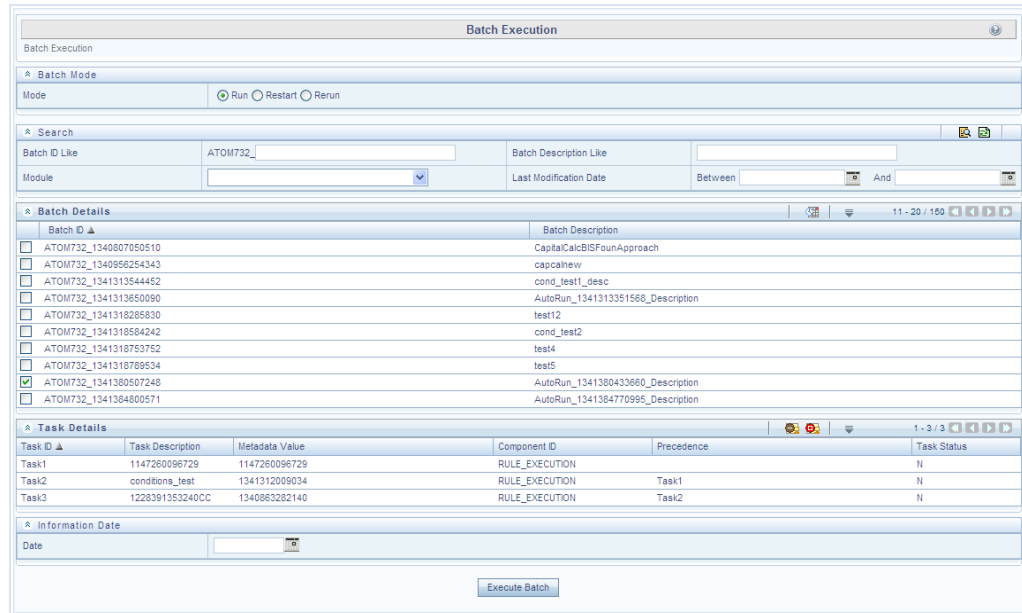 Batch Execution
Batch Execution
Batch Mode
Mode Run Restart Rerun
Search
Batch ID Like ATOM732_ Batch Description Like
Module Last Modification Date Between And
Batch Details 11 - 20 / 150
Batch ID Batch Description
ATOM732_1340807050510 CapitalCalcBISFounApproach
ATOM732_1340956254343 capcalnew
ATOM732_1341313544452 cond_test1_desc
ATOM732_1341313650090 AutoRun_1341313351568_Description
ATOM732_1341318285830 test12
ATOM732_1341318584242 cond_test2
ATOM732_1341318753752 test4
ATOM732_1341318789534 test5
ATOM732_1341380507248 AutoRun_1341380433660_Description
ATOM732_1341384800571 AutoRun_1341384770995_Description
Task Details 1 - 3 / 3
Task ID Task Description Metadata Value Component ID Precedence Task Status
Task1 1147260096729 1147260096729 RULE_EXECUTION N
Task2 conditions_test 1341312009034 RULE_EXECUTION Task1 N
Task3 1228391353240CC 1340863282140 RULE_EXECUTION Task2 N
Information Date
Date
Execute Batch